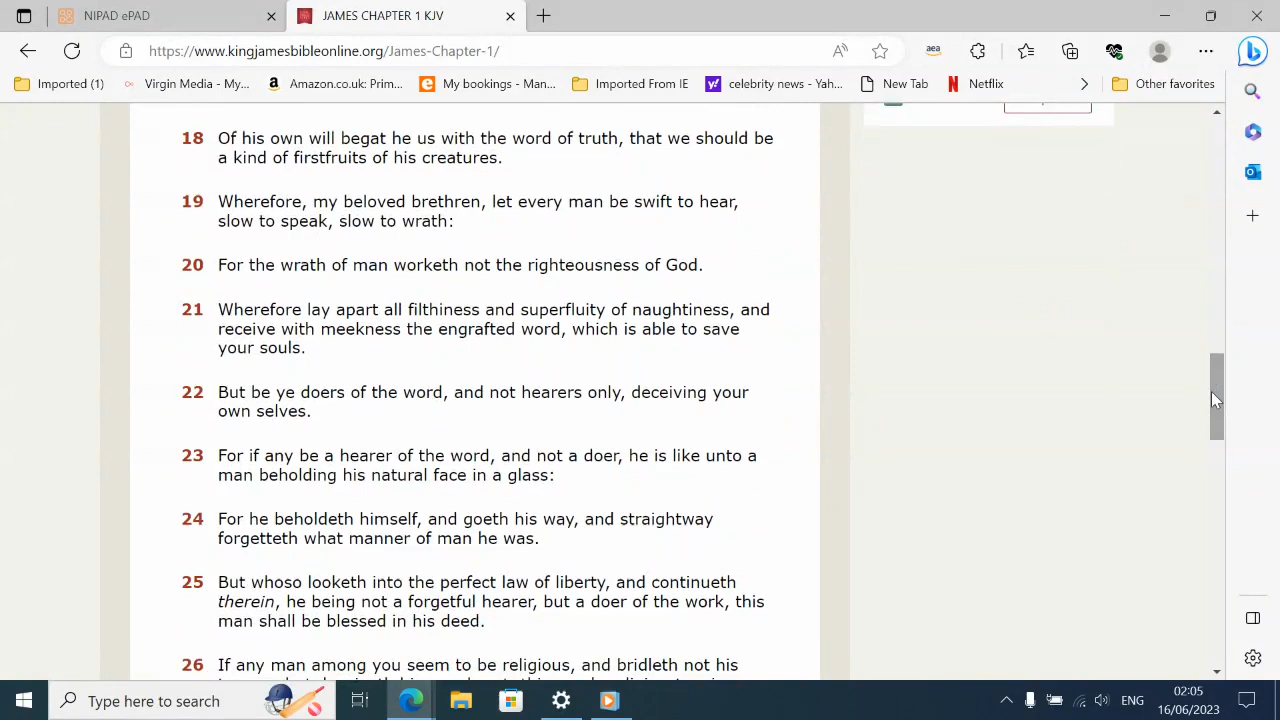 NIPAD ePAD
JAMES CHAPTER 1 KJV
https://www.kingjamesbibleonline.org/James-Chapter-1/
aea
Imported (1)
Virgin Media - My...
Amazon.co.uk: Prim...
My bookings - Man...
Imported From IE
celebrity news - Yah...
New Tab
Netflix
Other favorites
18 Of his own will begat he us with the word of truth, that we should be
a kind of firstfruits of his creatures.
19 Wherefore, my beloved brethren, let every man be swift to hear,
slow to speak, slow to wrath:
20 For the wrath of man worketh not the righteousness of God.
21 Wherefore lay apart all filthiness and superfluity of naughtiness, and
receive with meekness the engrafted word, which is able to save
your souls.
22 But be ye doers of the word, and not hearers only, deceiving your
own selves.
23 For if any be a hearer of the word, and not a doer, he is like unto a
man beholding his natural face in a glass:
24 For he beholdeth himself, and goeth his way, and straightway
forgetteth what manner of man he was.
25 But whoso looketh into the perfect law of liberty, and continueth
therein, he being not a forgetful hearer, but a doer of the work, this
man shall be blessed in his deed.
26 If any man among you seem to be religious, and bridleth not his
Type here to search
ENG
02:05
16/06/2023